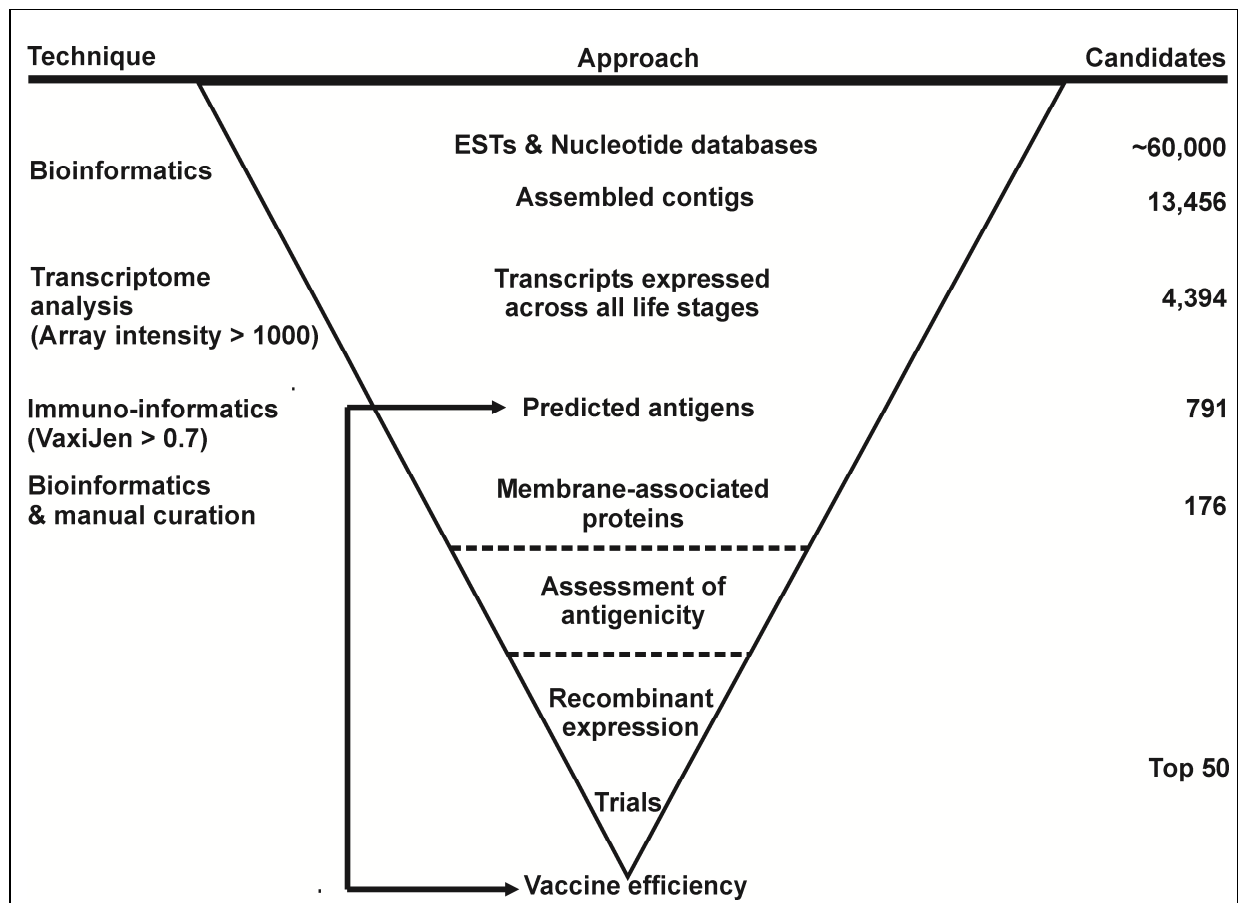 Technique Approach Candidates
ESTs & Nucleotide databases ~60,000
Bioinformatics
Assembled contigs 13,456
Transcriptome
analysis
(Array intensity > 1000)
Transcripts expressed
across all life stages
4,394
Immuno-informatics
(VaxiJen > 0.7)
Predicted antigens 791
Bioinformatics
& manual curation
Membrane-associated
proteins
176
Assessment of
antigenicity
Recombinant
expression
Top 50
Trials
Vaccine efficiency